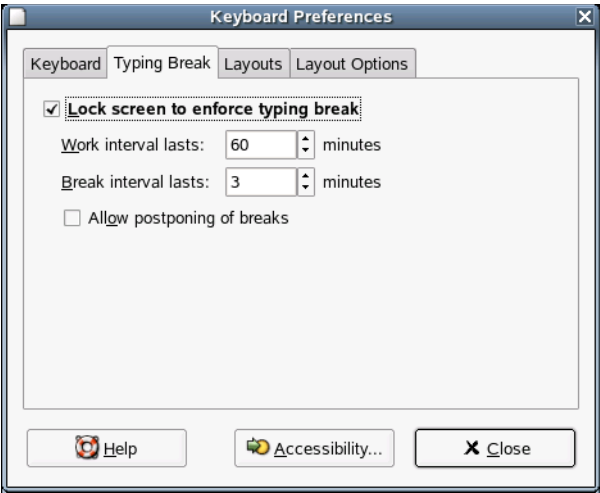 Keyboard Preferences
Keyboard Typing Break Layouts Layout Options
Lock screen to enforce typing break
Work interval lasts: 60 minutes
Break interval lasts: 3 minutes
Allow postponing of breaks
Help Accessibility... Close